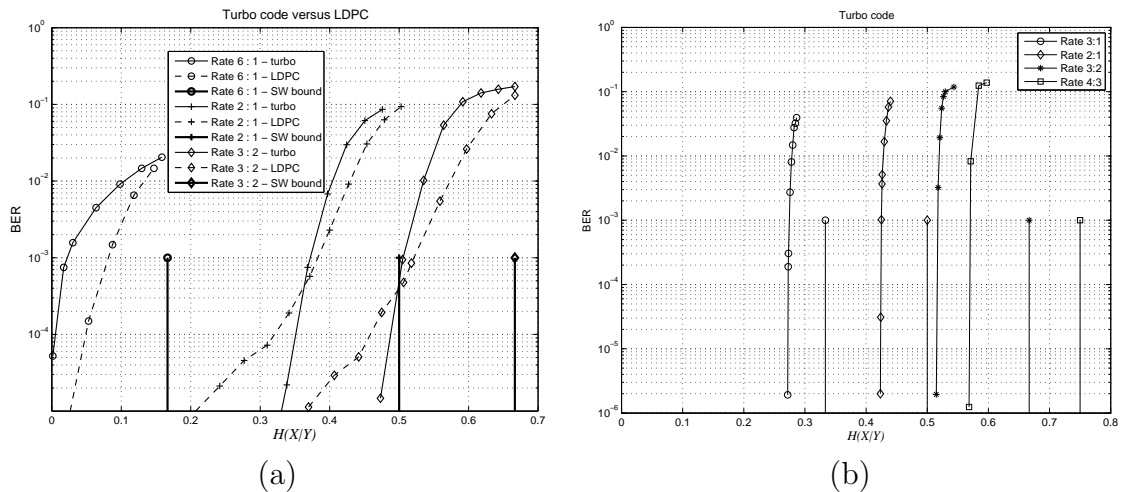 Turbo code versus LDPC
10^0
10^-1
10^-2
10^-3
10^-4
BER
Rate 6 : 1 − turbo
Rate 6 : 1 − LDPC
Rate 6 : 1 − SW bound
Rate 2 : 1 − turbo
Rate 2 : 1 − LDPC
Rate 2 : 1 − SW bound
Rate 3 : 2 − turbo
Rate 3 : 2 − LDPC
Rate 3 : 2 − SW bound
0 0.1 0.2 0.3 0.4 0.5 0.6 0.7
H(X/Y)
(a)
Turbo code
10^0
10^-1
10^-2
10^-3
10^-4
10^-5
10^-6
BER
Rate 3:1
Rate 2:1
Rate 3:2
Rate 4:3
0 0.1 0.2 0.3 0.4 0.5 0.6 0.7 0.8
H(X/Y)
(b)